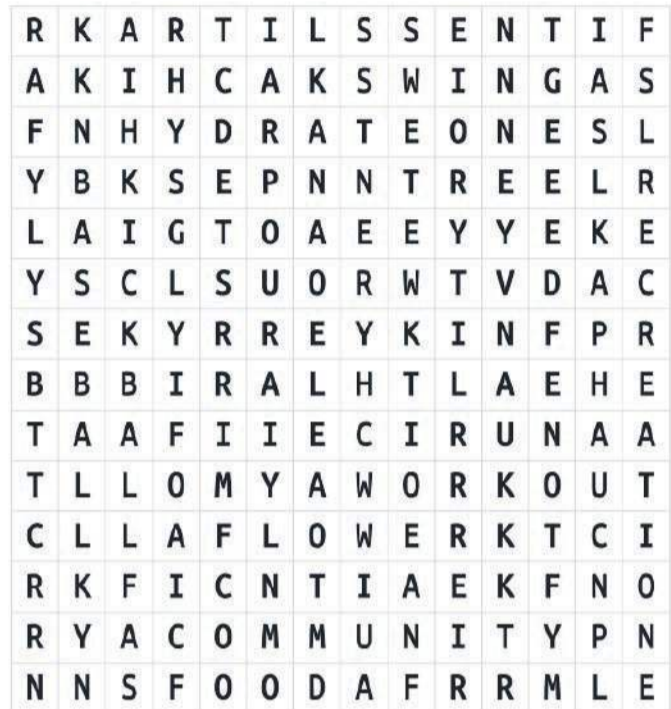 R K A R T I L S S E N T I F
A K I H C A K S W I N G A S
F N H Y D R A T E O N E S L
Y B K S E P N N T R E E L R
L A I G T O A E E Y Y E K E
Y S C L S U O R W T V D A C
S E K Y R R E Y K I N F P R
B B B I R A L H T L A E H E
T A A F I I E C I R U N A A
T L L O M Y A W O R K O U T
C L L A F L O W E R K T C I
R K F I C N T I A E K F N O
R Y A C O M M U N I T Y P N
N N S F O O D A F R R M L E